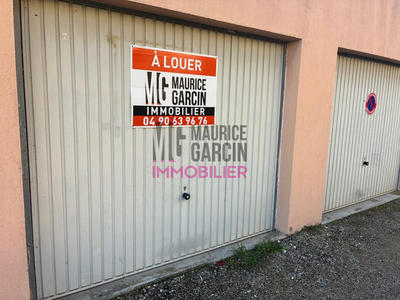 À LOUER
MG MAURICE
GARCIN
IMMOBILIER
04 90 63 96 76
MG MAURICE
GARCIN
IMMOBILIER